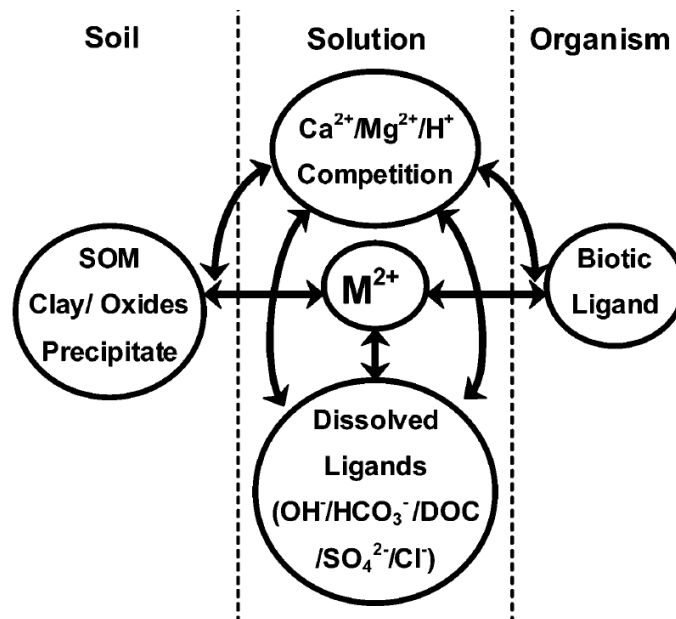 Soil
Solution
Organism
Ca²⁺/Mg²⁺/H⁺
Competition
SOM
Clay/ Oxides
Precipitate
M²⁺
Biotic
Ligand
Dissolved
Ligands
(OH⁻/HCO₃⁻/DOC
/SO₄²⁻/Cl⁻)